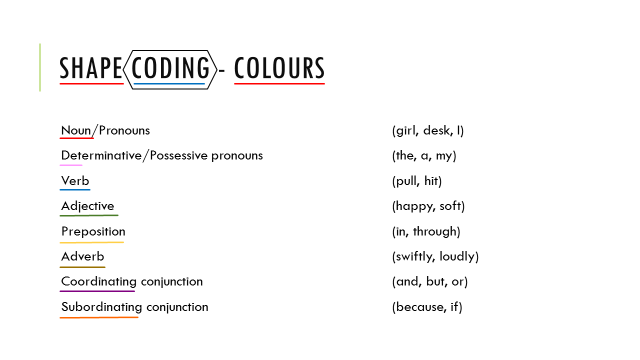 SHAPE CODING - COLOURS
Noun/Pronouns (girl, desk, I)
Determinative/Possessive pronouns (the, a, my)
Verb (pull, hit)
Adjective (happy, soft)
Preposition (in, through)
Adverb (swiftly, loudly)
Coordinating conjunction (and, but, or)
Subordinating conjunction (because, if)